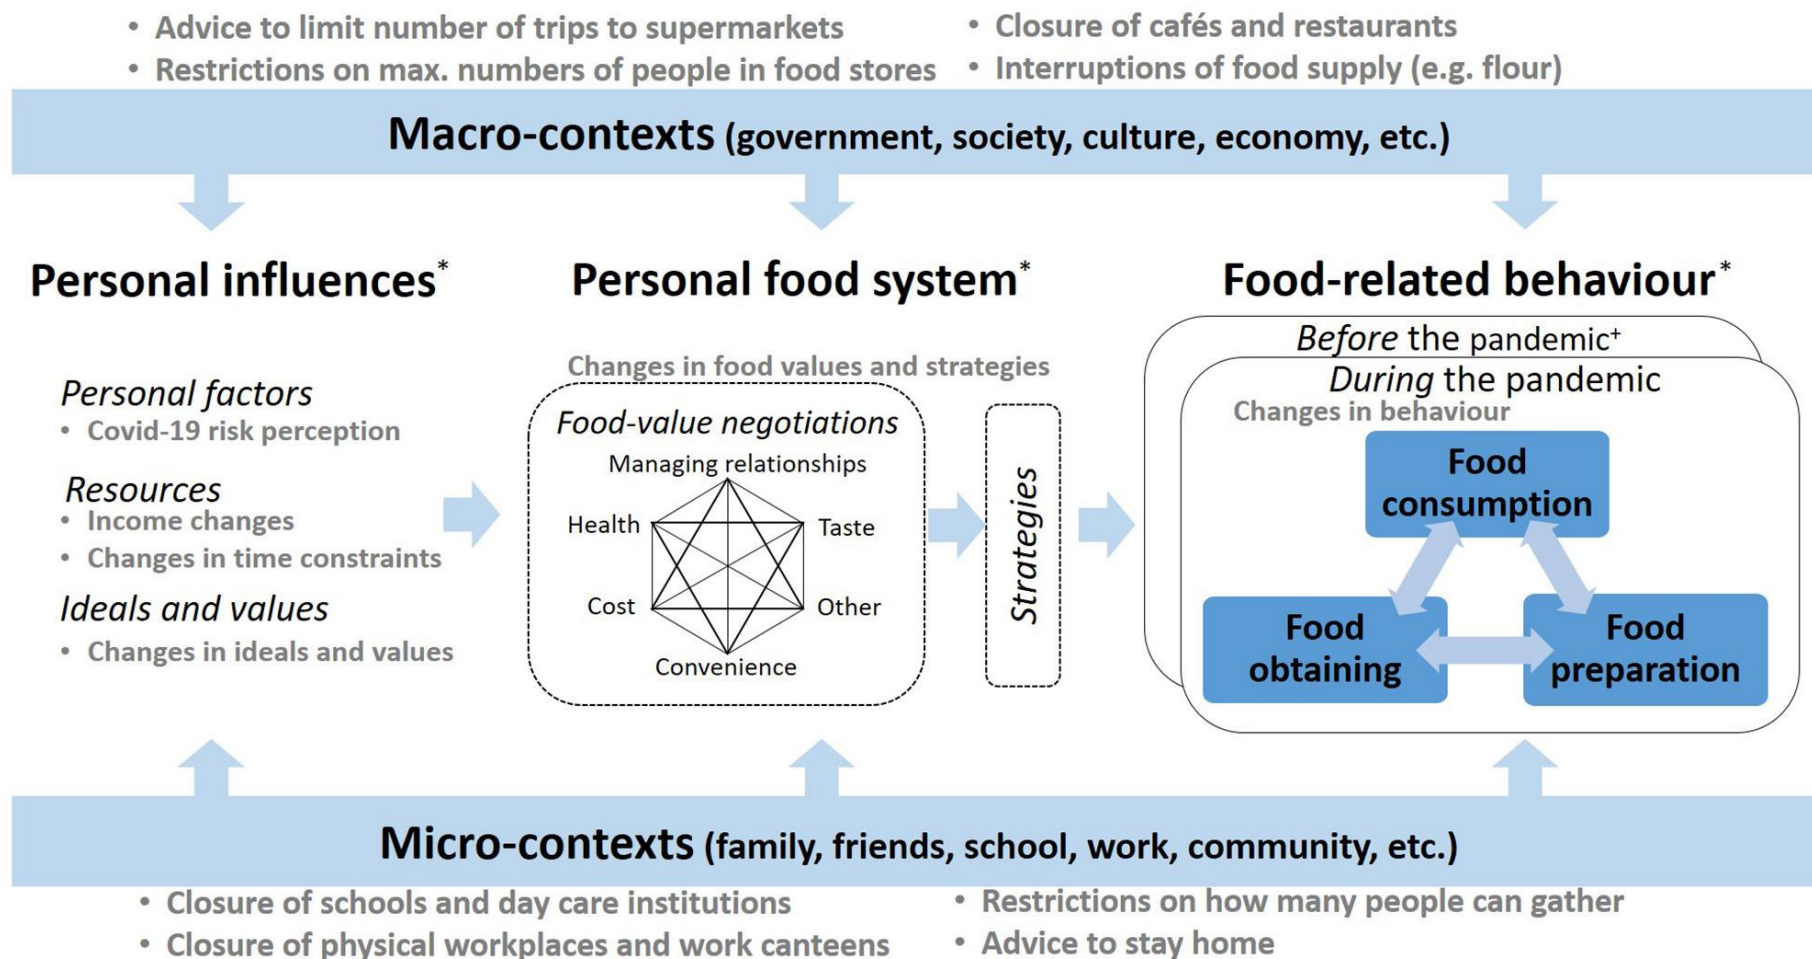 • Advice to limit number of trips to supermarkets
• Restrictions on max. numbers of people in food stores
• Closure of cafés and restaurants
• Interruptions of food supply (e.g. flour)
Macro-contexts (government, society, culture, economy, etc.)
Personal influences*
Personal factors
• Covid-19 risk perception
Resources
• Income changes
• Changes in time constraints
Ideals and values
• Changes in ideals and values
Personal food system*
Changes in food values and strategies
Food-value negotiations
Managing relationships
Health
Taste
Cost
Other
Convenience
Strategies
Food-related behaviour*
Before the pandemic+
During the pandemic
Changes in behaviour
Food
consumption
Food
obtaining
Food
preparation
Micro-contexts (family, friends, school, work, community, etc.)
• Closure of schools and day care institutions
• Closure of physical workplaces and work canteens
• Restrictions on how many people can gather
• Advice to stay home